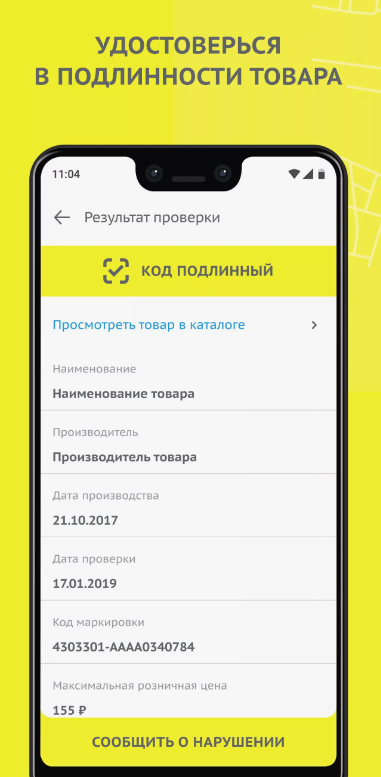 УДОСТОВЕРЬСЯ
В ПОДЛИННОСТИ ТОВАРА
11:04
Результат проверки
КОД ПОДЛИННЫЙ
Просмотреть товар в каталоге
Наименование
Наименование товара
Производитель
Производитель товара
Дата производства
21.10.2017
Дата проверки
17.01.2019
Код маркировки
4303301-АААА0340784
Максимальная розничная цена
155 ₽
СООБЩИТЬ О НАРУШЕНИИ